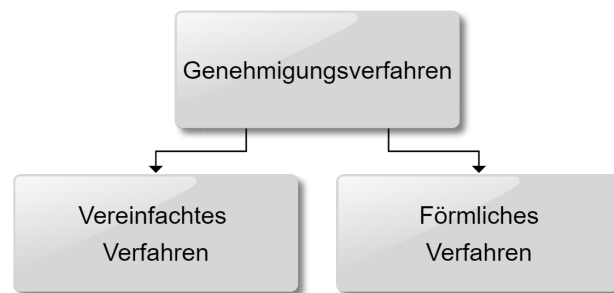 Genehmigungsverfahren
Vereinfachtes
Verfahren
Förmliches
Verfahren